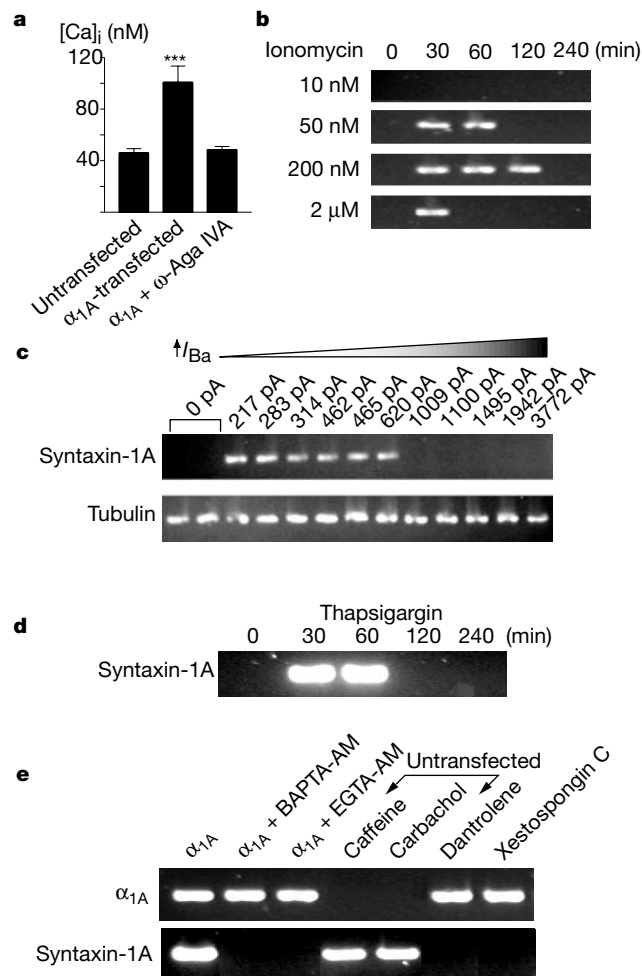 a
[Ca]i (nM)
120
80
40
***
Untransfected
α1A-transfected
α1A + ω-Aga IVA
b
Ionomycin 0 30 60 120 240 (min)
10 nM
50 nM
200 nM
2 μM
c
IBa
0 pA
217 pA
283 pA
314 pA
462 pA
465 pA
620 pA
1009 pA
1100 pA
1495 pA
1942 pA
3772 pA
Syntaxin-1A
Tubulin
d
Thapsigargin
0 30 60 120 240 (min)
Syntaxin-1A
e
Untransfected
α1A
α1A + BAPTA-AM
α1A + EGTA-AM
Caffeine
Carbachol
Dantrolene
Xestospongin C
α1A
Syntaxin-1A